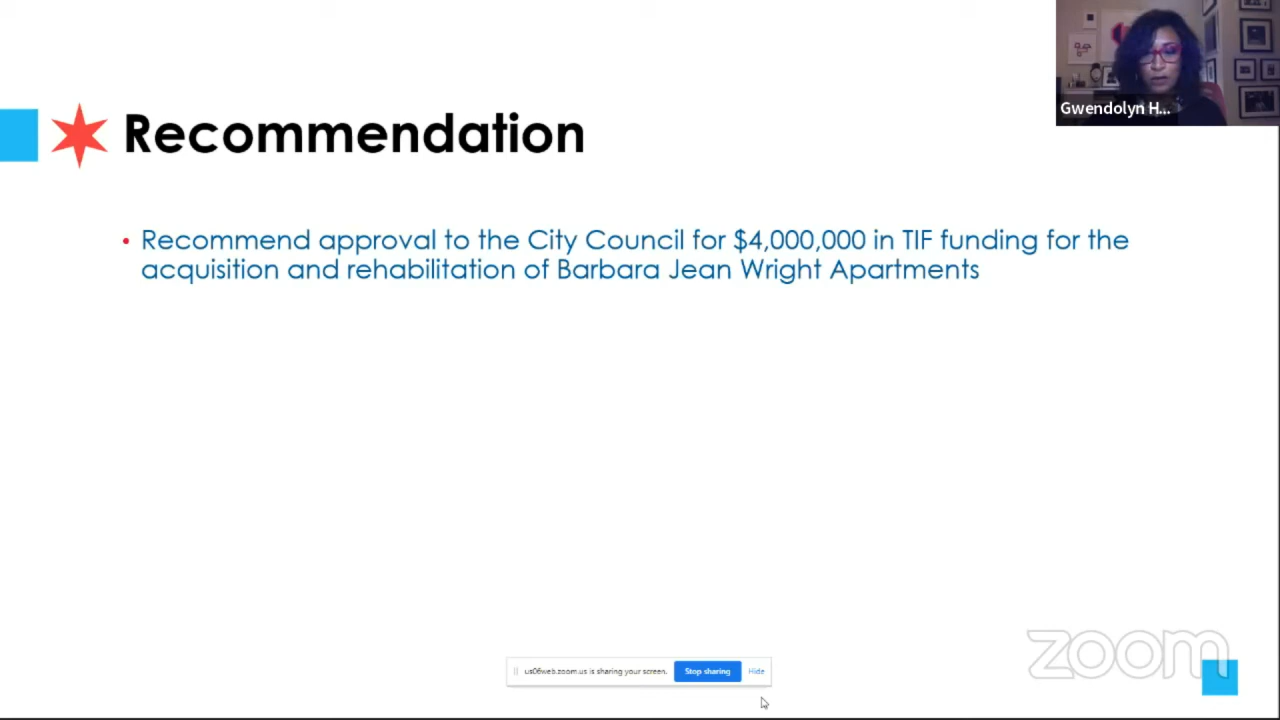 Gwendolyn H...
Recommendation
• Recommend approval to the City Council for $4,000,000 in TIF funding for the
acquisition and rehabilitation of Barbara Jean Wright Apartments
zoom
us06web.zoom.us is sharing your screen. Stop sharing Hide